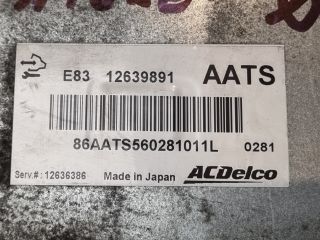 E83 12639891 AATS
86AATS560281011L 0281
Serv.#: 12636386 Made in Japan ACDelco